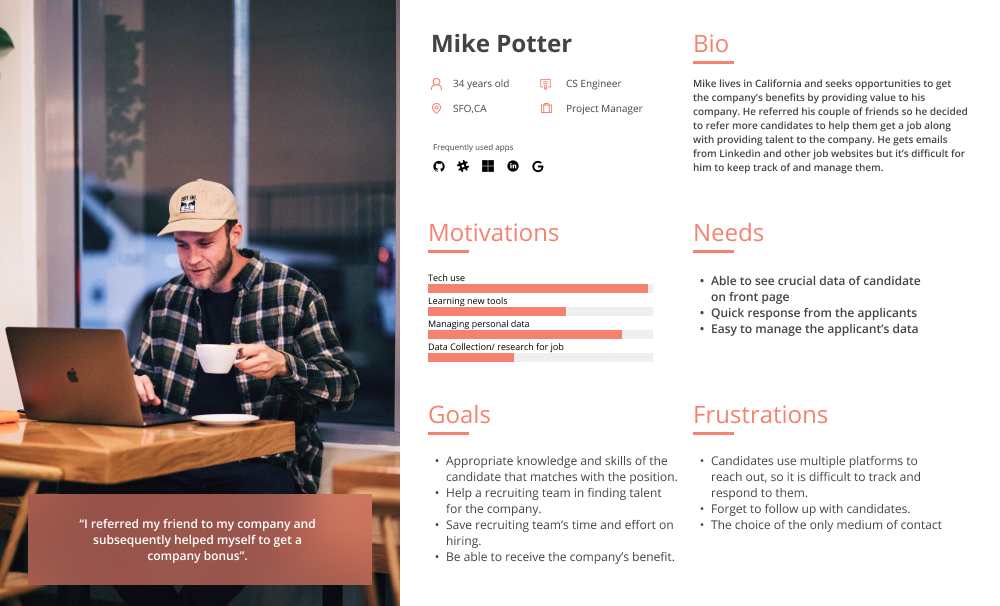 Mike Potter
34 years old
CS Engineer
SFO,CA
Project Manager
Frequently used apps
in
Bio
Mike lives in California and seeks opportunities to get
the company’s benefits by providing value to his
company. He referred his couple of friends so he decided
to refer more candidates to help them get a job along
with providing talent to the company. He gets emails
from Linkedin and other job websites but it’s difficult for
him to keep track of and manage them.
Motivations
Tech use
Learning new tools
Managing personal data
Data Collection/ research for job
Needs
• Able to see crucial data of candidate
on front page
• Quick response from the applicants
• Easy to manage the applicant’s data
Goals
• Appropriate knowledge and skills of the
candidate that matches with the position.
• Help a recruiting team in finding talent
for the company.
• Save recruiting team’s time and effort on
hiring.
• Be able to receive the company’s benefit.
Frustrations
• Candidates use multiple platforms to
reach out, so it is difficult to track and
respond to them.
• Forget to follow up with candidates.
• The choice of the only medium of contact
“I referred my friend to my company and
subsequently helped myself to get a
company bonus”.